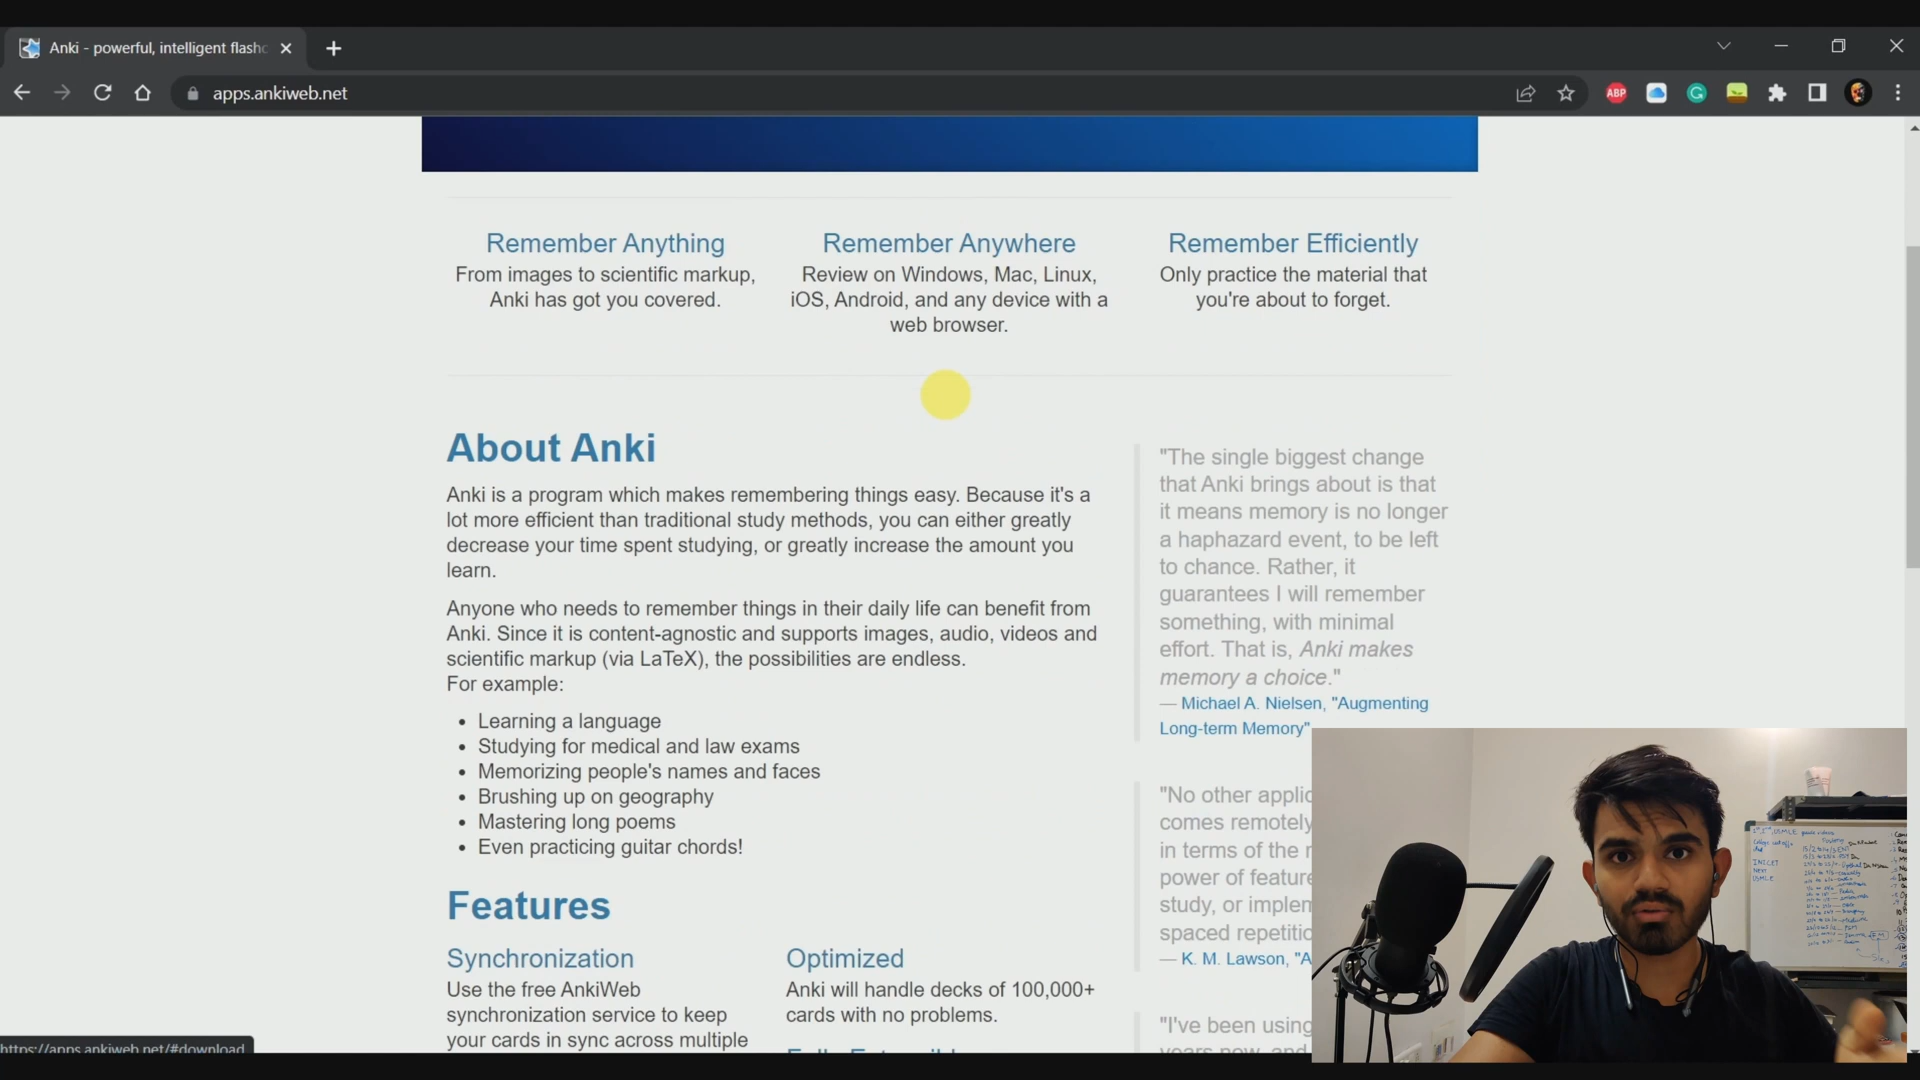 Anki - powerful, intelligent flashc
apps.ankiweb.net
ABP
Remember Anything
From images to scientific markup,
Anki has got you covered.
Remember Anywhere
Review on Windows, Mac, Linux,
iOS, Android, and any device with a
web browser.
Remember Efficiently
Only practice the material that
you're about to forget.
About Anki
Anki is a program which makes remembering things easy. Because it's a
lot more efficient than traditional study methods, you can either greatly
decrease your time spent studying, or greatly increase the amount you
learn.
Anyone who needs to remember things in their daily life can benefit from
Anki. Since it is content-agnostic and supports images, audio, videos and
scientific markup (via LaTeX), the possibilities are endless.
For example:
• Learning a language
• Studying for medical and law exams
• Memorizing people's names and faces
• Brushing up on geography
• Mastering long poems
• Even practicing guitar chords!
"The single biggest change
that Anki brings about is that
it means memory is no longer
a haphazard event, to be left
to chance. Rather, it
guarantees I will remember
something, with minimal
effort. That is, Anki makes
memory a choice."
— Michael A. Nielsen, "Augmenting
Long-term Memory"
"No other applic
comes remotely
in terms of the r
power of feature
study, or implem
spaced repetitio
— K. M. Lawson, "A
"I've been using
years now, and
Features
Synchronization
Use the free AnkiWeb
synchronization service to keep
your cards in sync across multiple
Optimized
Anki will handle decks of 100,000+
cards with no problems.
https://apps.ankiweb.net/#download
INICET
NEXT
USMLE